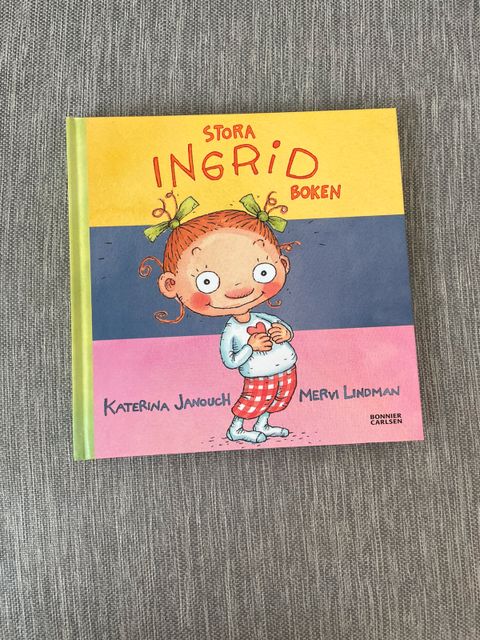 STORA
INGRID
BOKEN
KATERINA JANOUCH
MERVI LINDMAN
BONNIER
CARLSEN